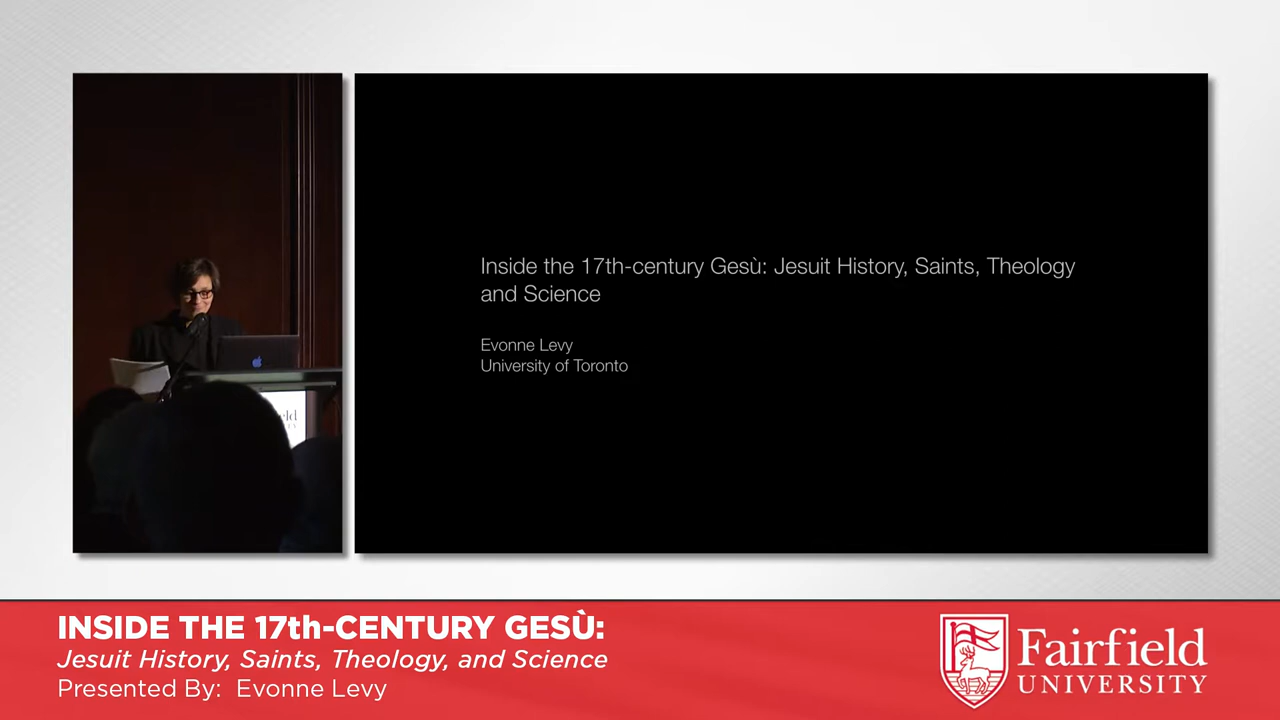 Inside the 17th-century Gesù: Jesuit History, Saints, Theology
and Science
Evonne Levy
University of Toronto
INSIDE THE 17th-CENTURY GESÙ:
Jesuit History, Saints, Theology, and Science
Presented By: Evonne Levy
Fairfield
UNIVERSITY